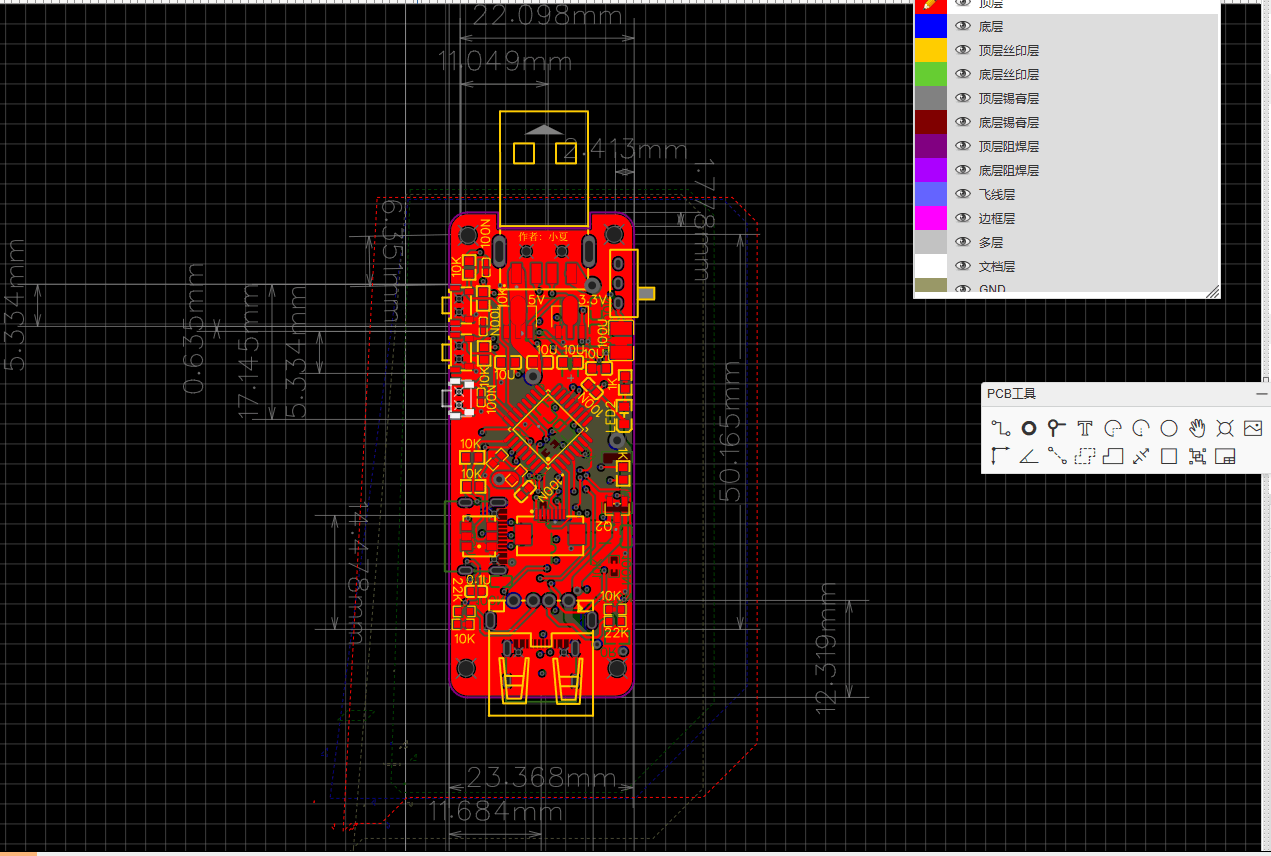 22.098mm
11.049mm
2.413mm
1.778mm
6.3515mm
5.334mm
0.635mm
17.145mm
5.334mm
50.165mm
14.478mm
12.319mm
23.368mm
11.684mm
作者：小夏
100N
10K
10K
100N
5V
3.3V
100U
10U
10U
10U
10U
10K
100N
1K
100N
LED2
1K
10K
10K
100N
0.1U
22K
10K
10K
22K
顶层
底层
顶层丝印层
底层丝印层
顶层锡膏层
底层锡膏层
顶层阻焊层
底层阻焊层
飞线层
边框层
多层
文档层
GND
PCB工具